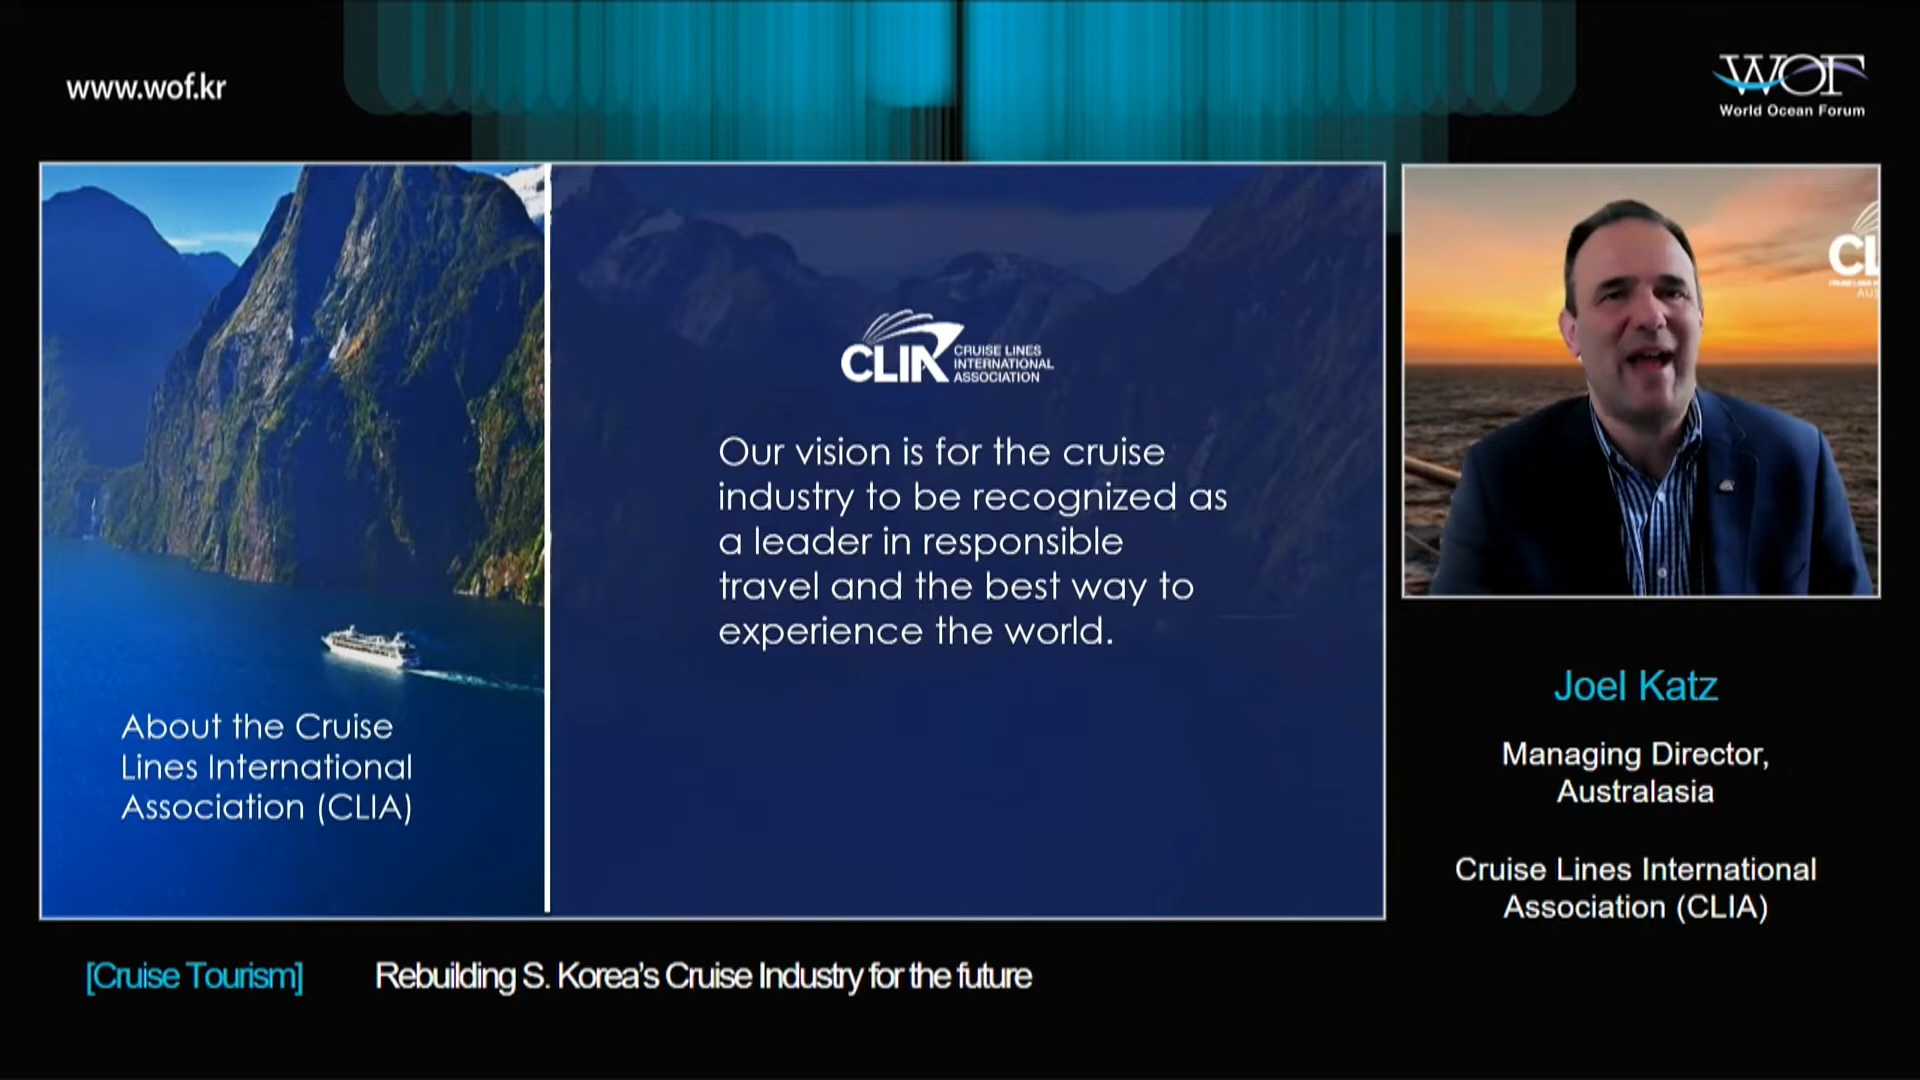 www.wof.kr
WOF
World Ocean Forum
CLIA
CRUISE LINES
INTERNATIONAL
ASSOCIATION
Our vision is for the cruise
industry to be recognized as
a leader in responsible
travel and the best way to
experience the world.
About the Cruise
Lines International
Association (CLIA)
CL
AUS
Joel Katz
Managing Director,
Australasia
Cruise Lines International
Association (CLIA)
[Cruise Tourism] Rebuilding S. Korea's Cruise Industry for the future